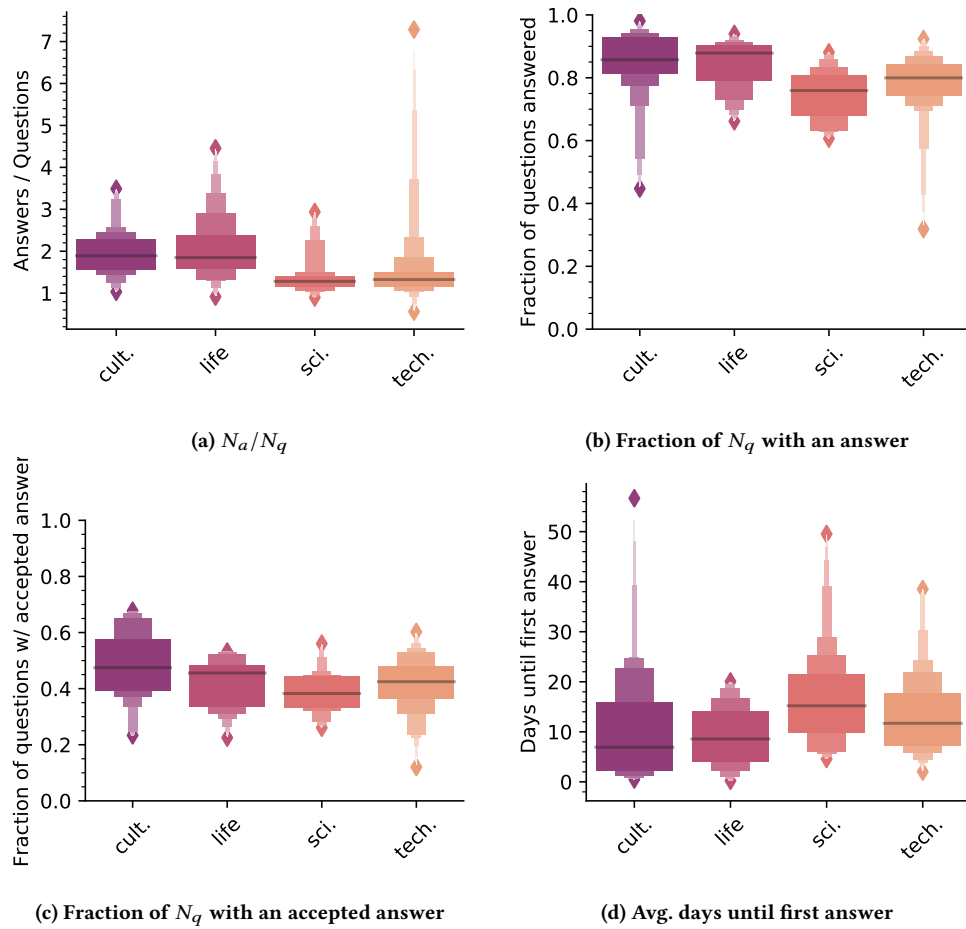 Answers / Questions
7
6
5
4
3
2
1
cult.
life
sci.
tech.
(a) N_a/N_q
Fraction of questions answered
1.0
0.8
0.6
0.4
0.2
0.0
cult.
life
sci.
tech.
(b) Fraction of N_q with an answer
Fraction of questions w/ accepted answer
1.0
0.8
0.6
0.4
0.2
0.0
cult.
life
sci.
tech.
(c) Fraction of N_q with an accepted answer
Days until first answer
50
40
30
20
10
0
cult.
life
sci.
tech.
(d) Avg. days until first answer